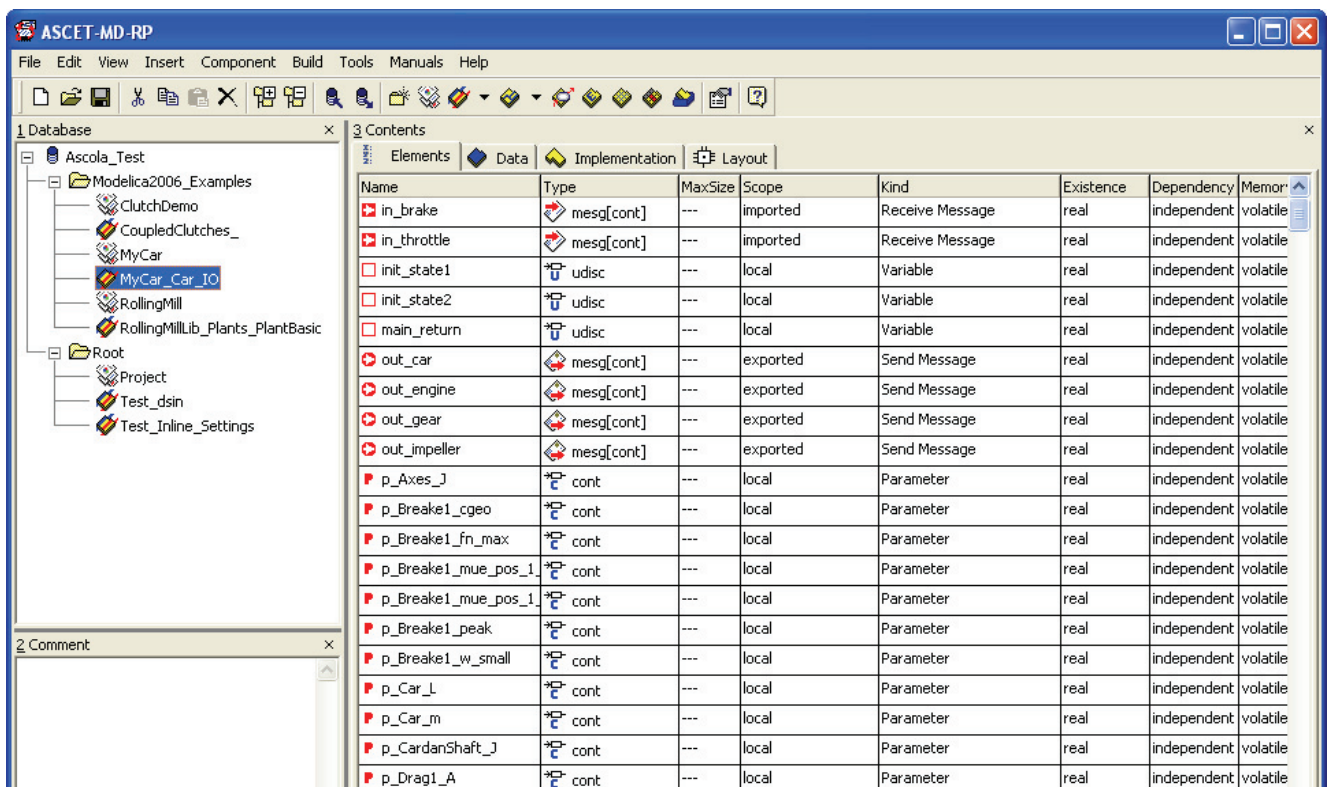 ASCET-MD-RP
File Edit View Insert Component Build Tools Manuals Help
1 Database
Ascola_Test
Modelica2006_Examples
ClutchDemo
CoupledClutches_
MyCar
MyCar_Car_IO
RollingMill
RollingMillLib_Plants_PlantBasic
Root
Project
Test_dsin
Test_Inline_Settings
2 Comment
3 Contents
Elements Data Implementation Layout
Name Type MaxSize Scope Kind Existence Dependency Memor
in_brake mesg[cont] --- imported Receive Message real independent volatile
in_throttle mesg[cont] --- imported Receive Message real independent volatile
init_state1 udisc --- local Variable real independent volatile
init_state2 udisc --- local Variable real independent volatile
main_return udisc --- local Variable real independent volatile
out_car mesg[cont] --- exported Send Message real independent volatile
out_engine mesg[cont] --- exported Send Message real independent volatile
out_gear mesg[cont] --- exported Send Message real independent volatile
out_impeller mesg[cont] --- exported Send Message real independent volatile
p_Axes_J cont --- local Parameter real independent volatile
p_Breake1_cgeo cont --- local Parameter real independent volatile
p_Breake1_fn_max cont --- local Parameter real independent volatile
p_Breake1_mue_pos_1_ cont --- local Parameter real independent volatile
p_Breake1_mue_pos_1_ cont --- local Parameter real independent volatile
p_Breake1_peak cont --- local Parameter real independent volatile
p_Breake1_w_small cont --- local Parameter real independent volatile
p_Car_L cont --- local Parameter real independent volatile
p_Car_m cont --- local Parameter real independent volatile
p_CardanShaft_J cont --- local Parameter real independent volatile
p_Drag1_A cont --- local Parameter real independent volatile